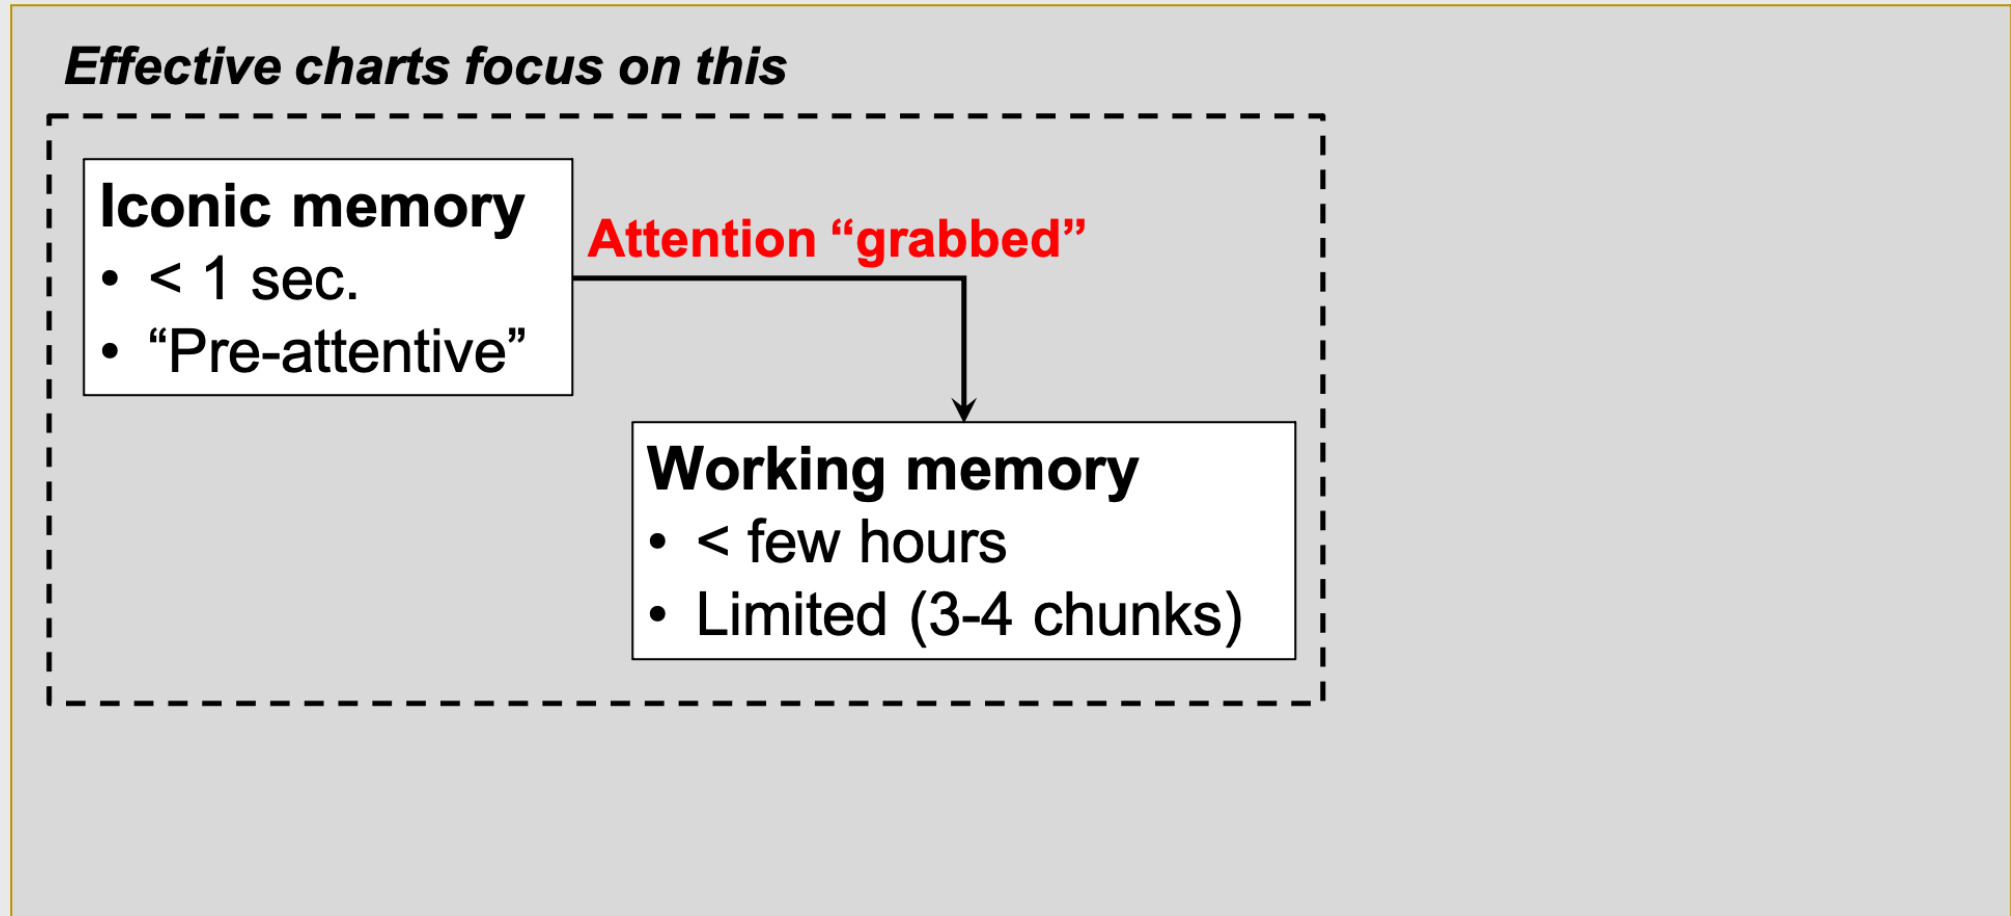 Effective charts focus on this
Iconic memory
• < 1 sec.
• “Pre-attentive”
Attention “grabbed”
Working memory
• < few hours
• Limited (3-4 chunks)